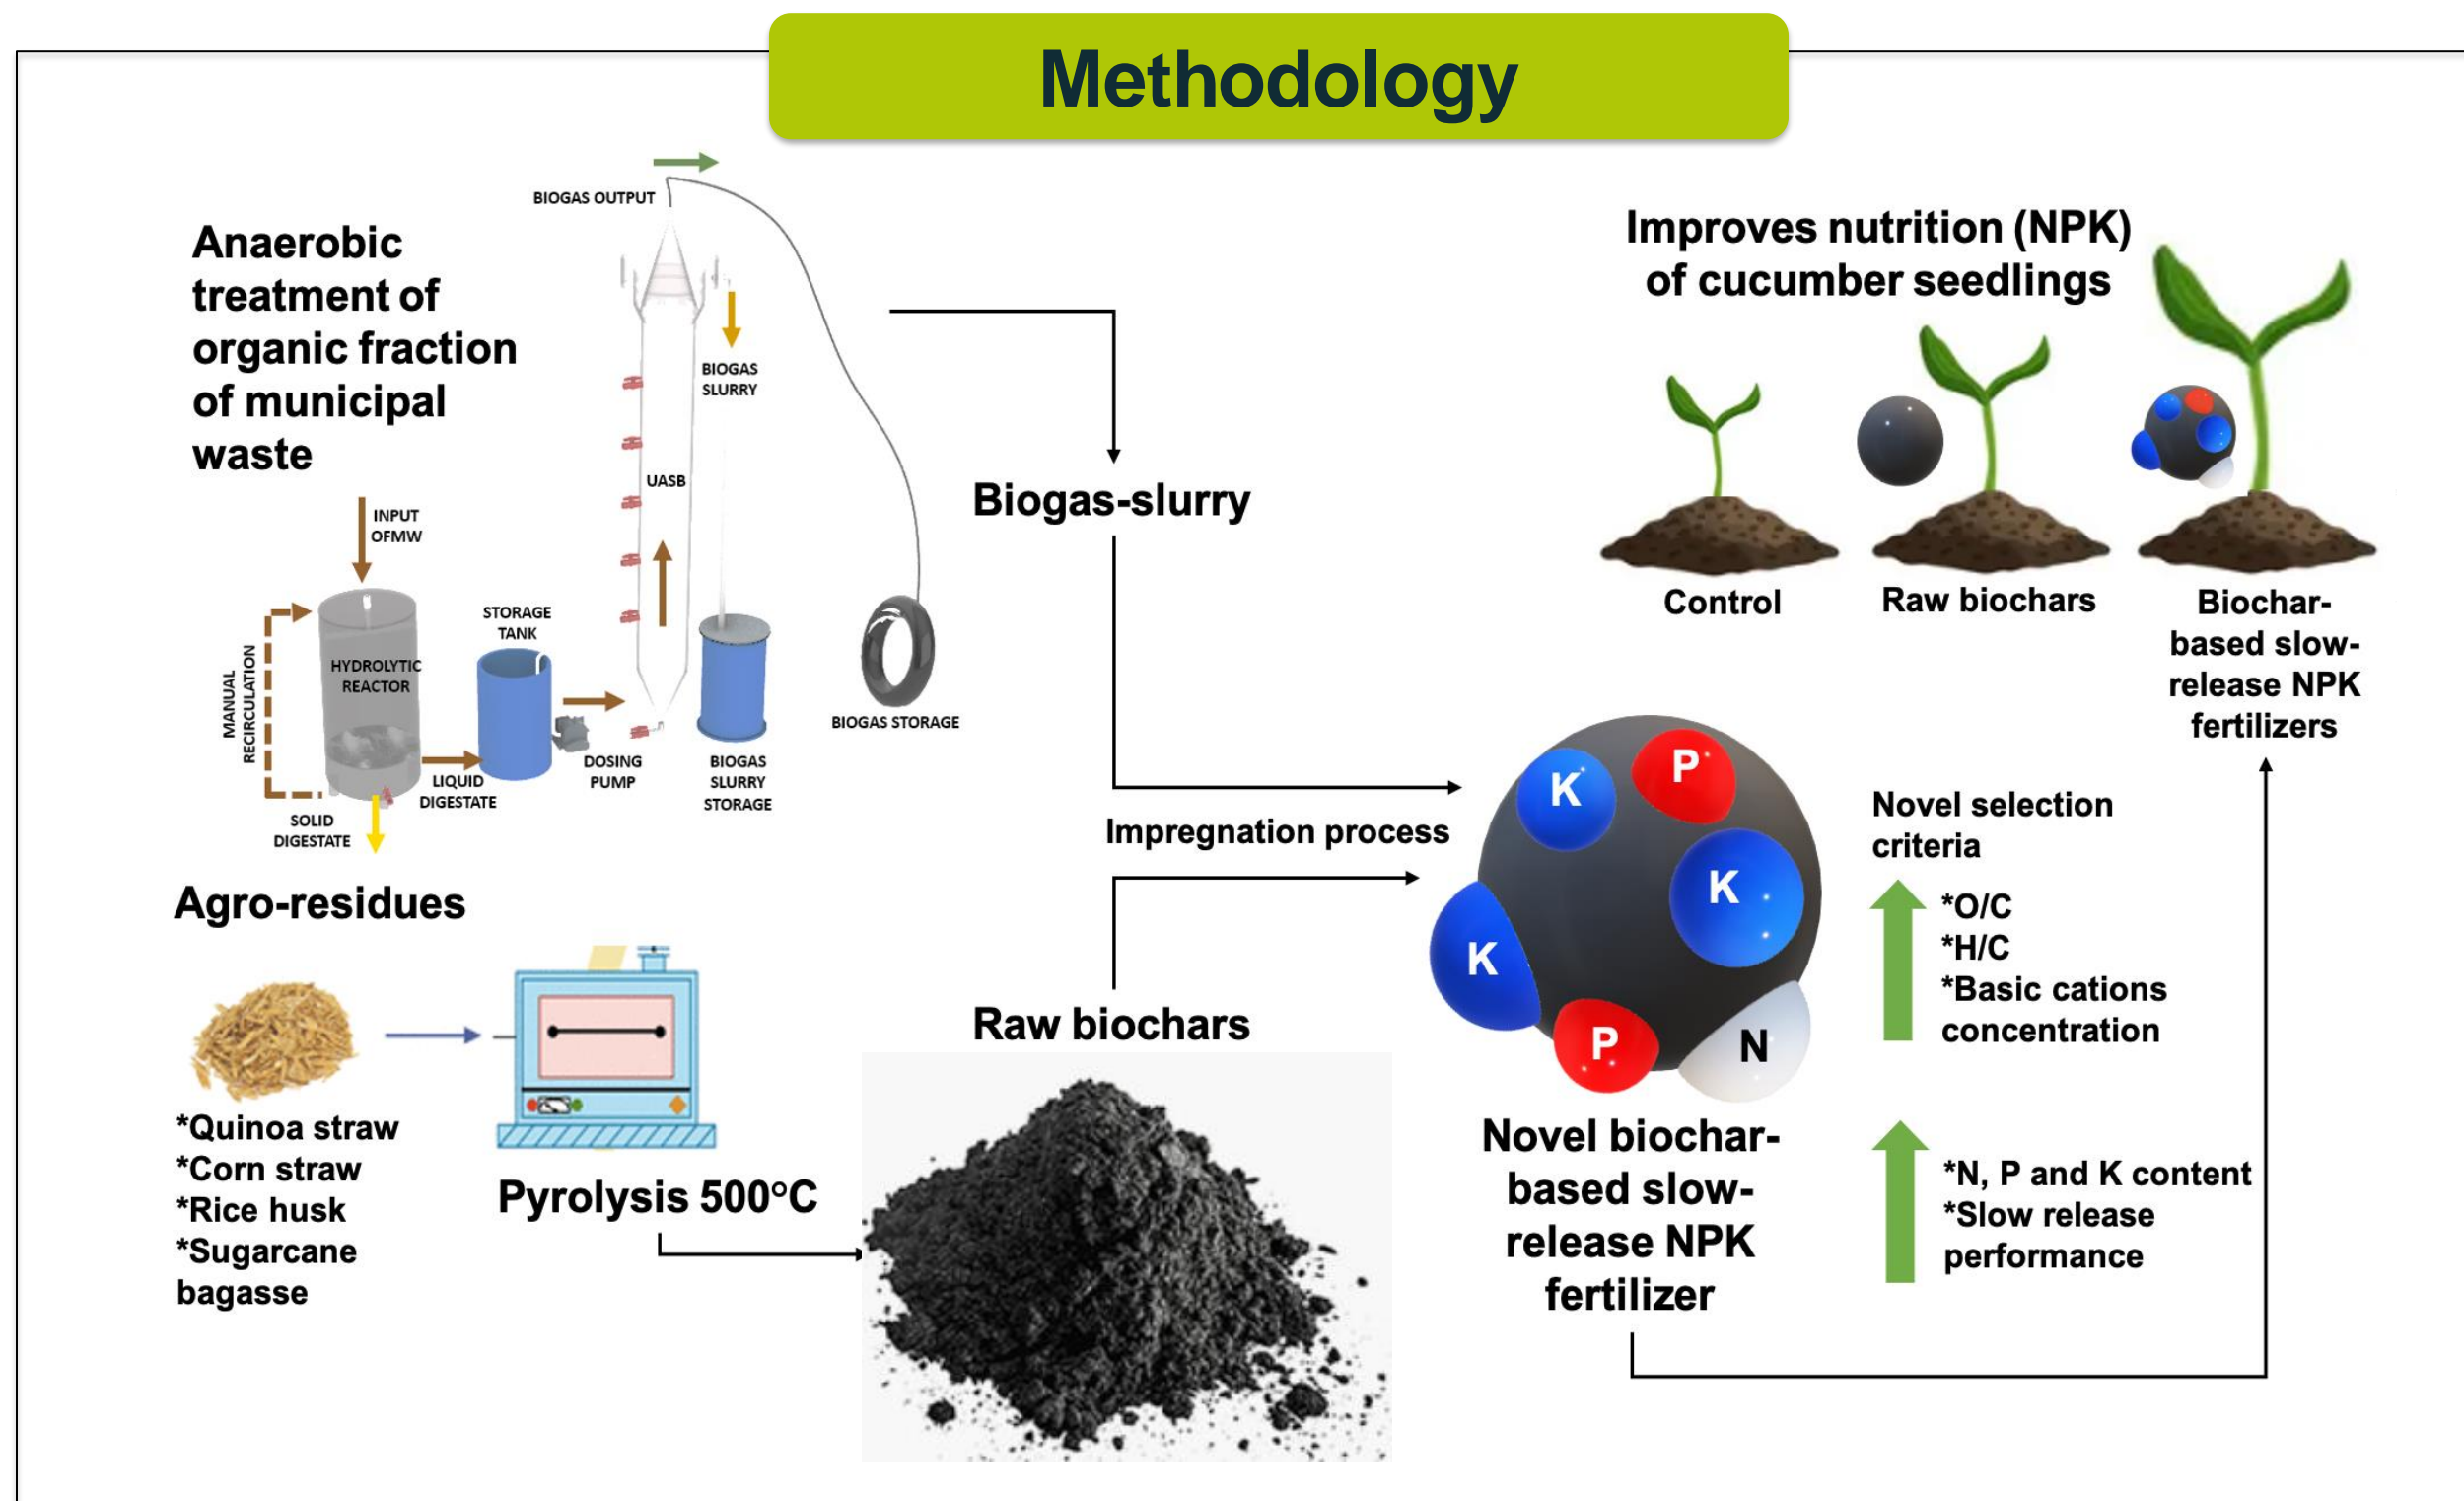 Methodology
Anaerobic
treatment of
organic fraction
of municipal
waste
BIOGAS OUTPUT
BIOGAS
SLURRY
UASB
INPUT
OFMW
MANUAL
RECIRCULATION
HYDROLYTIC
REACTOR
STORAGE
TANK
LIQUID
DIGESTATE
SOLID
DIGESTATE
DOSING
PUMP
BIOGAS
SLURRY
STORAGE
BIOGAS STORAGE
Biogas-slurry
Impregnation process
Agro-residues
*Quinoa straw
*Corn straw
*Rice husk
*Sugarcane
bagasse
Pyrolysis 500°C
Raw biochars
K
P
K
K
P
N
Novel biochar-
based slow-
release NPK
fertilizer
Novel selection
criteria
*O/C
*H/C
*Basic cations
concentration
*N, P and K content
*Slow release
performance
Improves nutrition (NPK)
of cucumber seedlings
Control
Raw biochars
Biochar-
based slow-
release NPK
fertilizers